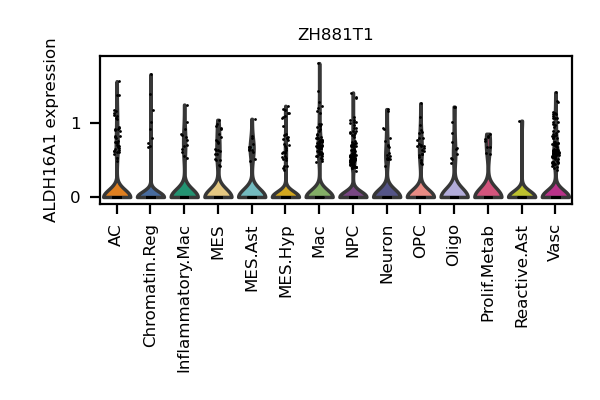 ZH881T1
ALDH16A1 expression
1
0
AC
Chromatin.Reg
Inflammatory.Mac
MES
MES.Ast
MES.Hyp
Mac
NPC
Neuron
OPC
Oligo
Prolif.Metab
Reactive.Ast
Vasc